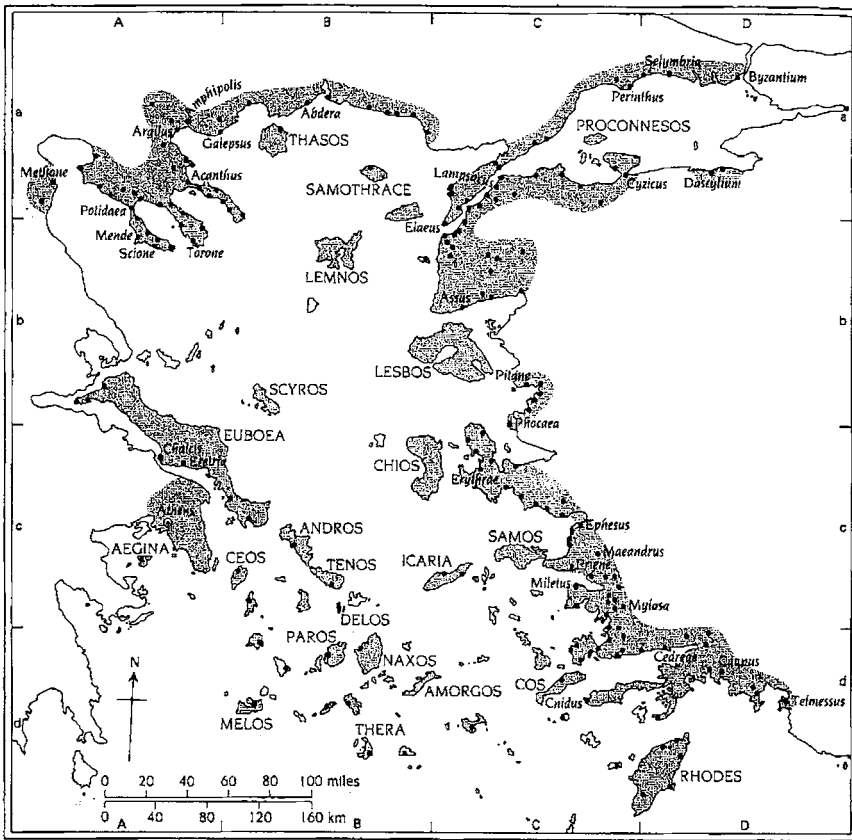 A B C D
a a
b b
c c
d d
Selymbria
Byzantium
Perinthus
Amphipolis
Abdera
Argilus
Galepsus
THASOS
PROCONNESOS
Methone
Acanthus
SAMOTHRACE
Cyzicus
Dascylium
Polidaea
Elaeus
Mende
Scione
Torone
LEMNOS
Assus
LESBOS
Pitane
SCYROS
Phocaea
EUBOEA
Chalcis
Eretria
CHIOS
Erythrae
Athens
Ephesus
AEGINA
ANDROS
SAMOS
Maeandrus
CEOS
TENOS
ICARIA
Priene
Miletus
DELOS
Mylasa
PAROS
NAXOS
Cedreae
Caunus
N
AMORGOS
COS
MELOS
Cnidus
Telmessus
THERA
RHODES
0 20 40 60 80 100 miles
0 40 80 120 160 km
A B C D